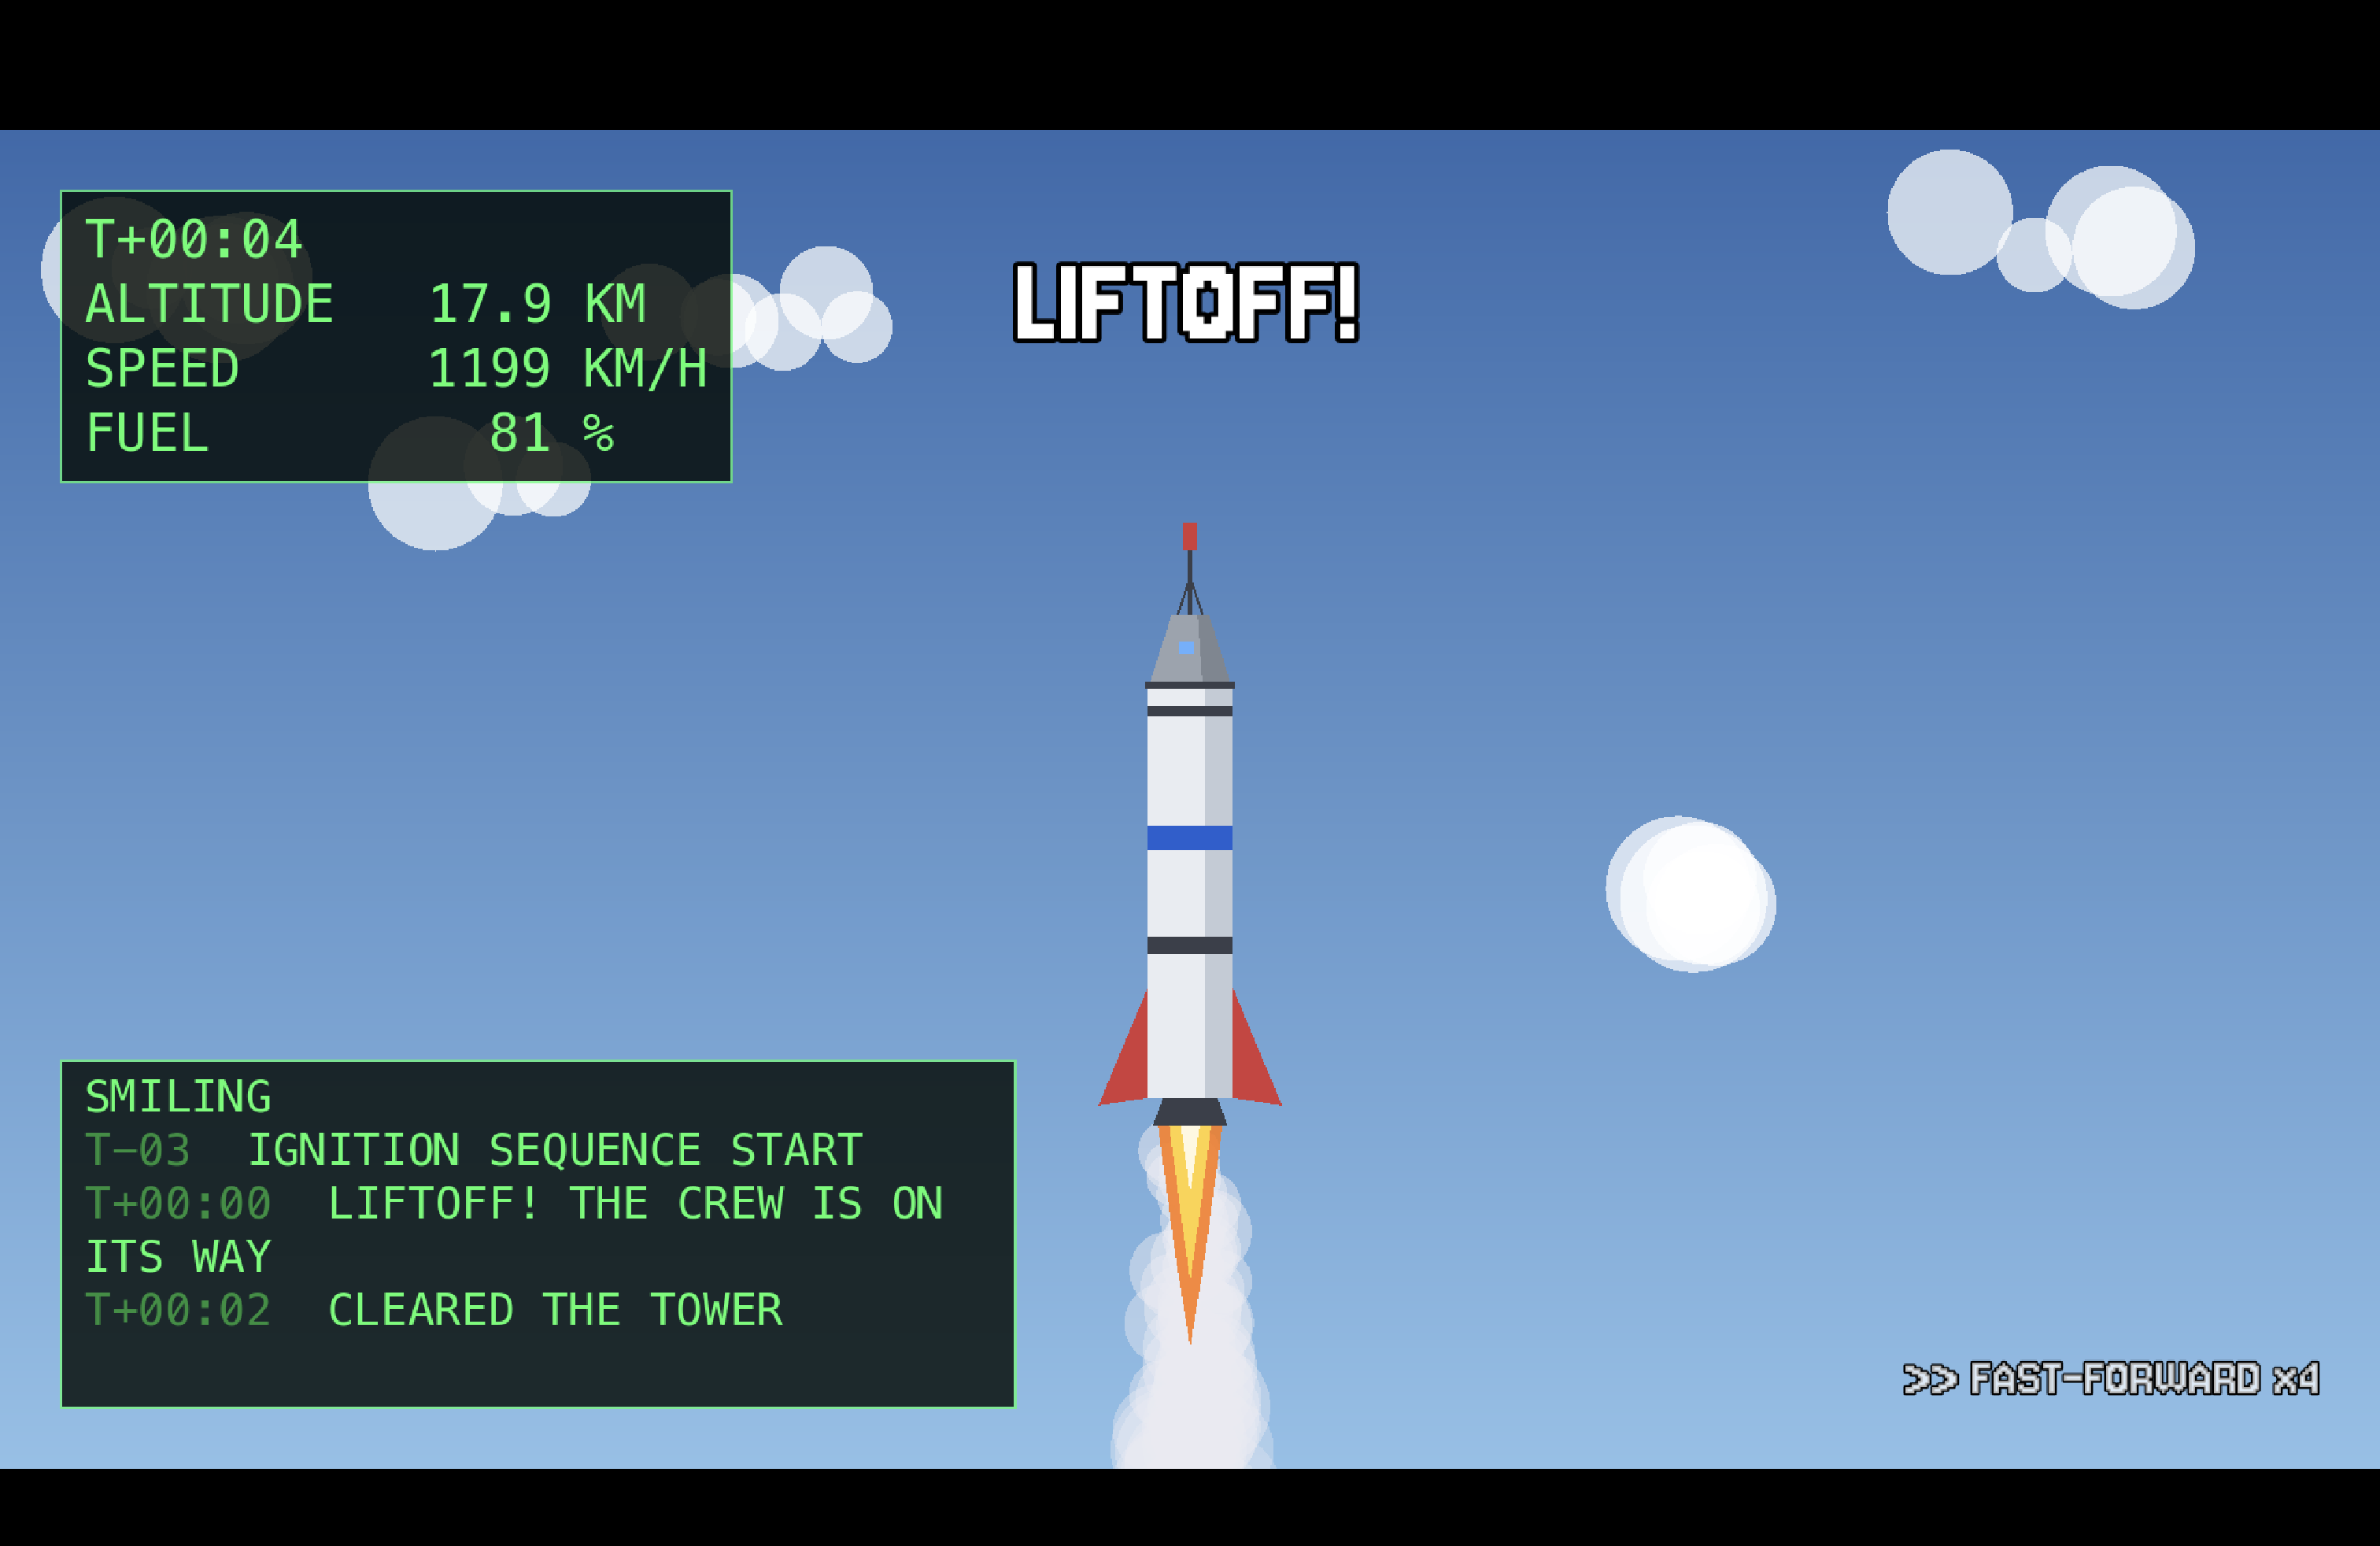 T+00:04
ALTITUDE 17.9 KM
SPEED 1199 KM/H
FUEL 81 %
LIFTOFF!
SMILING
T−03 IGNITION SEQUENCE START
T+00:00 LIFTOFF! THE CREW IS ON
ITS WAY
T+00:02 CLEARED THE TOWER
>> FAST-FORWARD x4